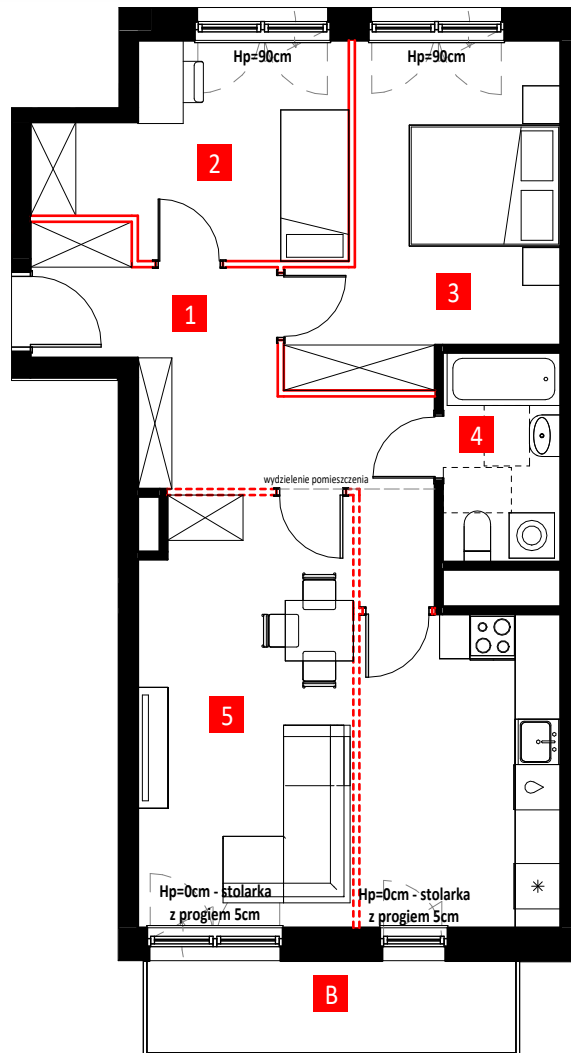 Hp=90cm
Hp=90cm
2
3
1
4
wydzielenie pomieszczenia
5
Hp=0cm - stolarka
z progiem 5cm
Hp=0cm - stolarka
z progiem 5cm
B